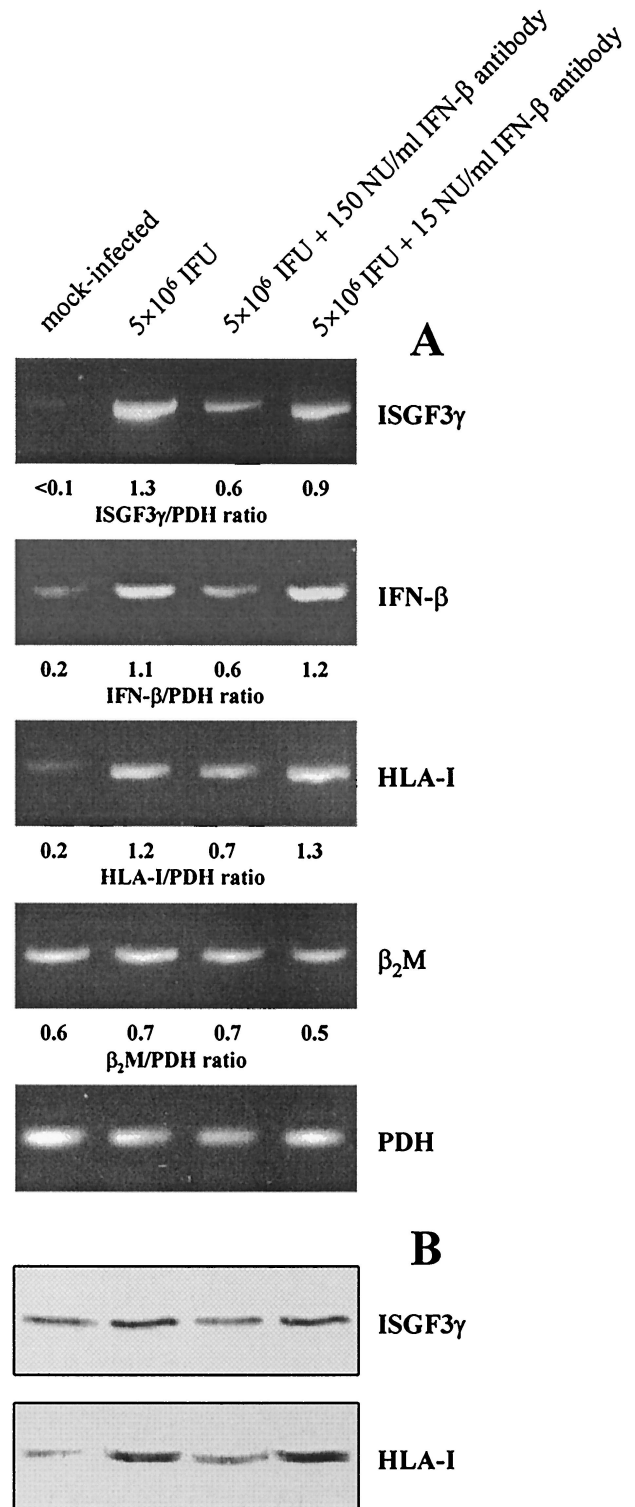 mock-infected
5×10⁶ IFU
5×10⁶ IFU + 150 NU/ml IFN-β antibody
5×10⁶ IFU + 15 NU/ml IFN-β antibody
A
ISGF3γ
<0.1 1.3 0.6 0.9
ISGF3γ/PDH ratio
IFN-β
0.2 1.1 0.6 1.2
IFN-β/PDH ratio
HLA-I
0.2 1.2 0.7 1.3
HLA-I/PDH ratio
β₂M
0.6 0.7 0.7 0.5
β₂M/PDH ratio
PDH
B
ISGF3γ
HLA-I